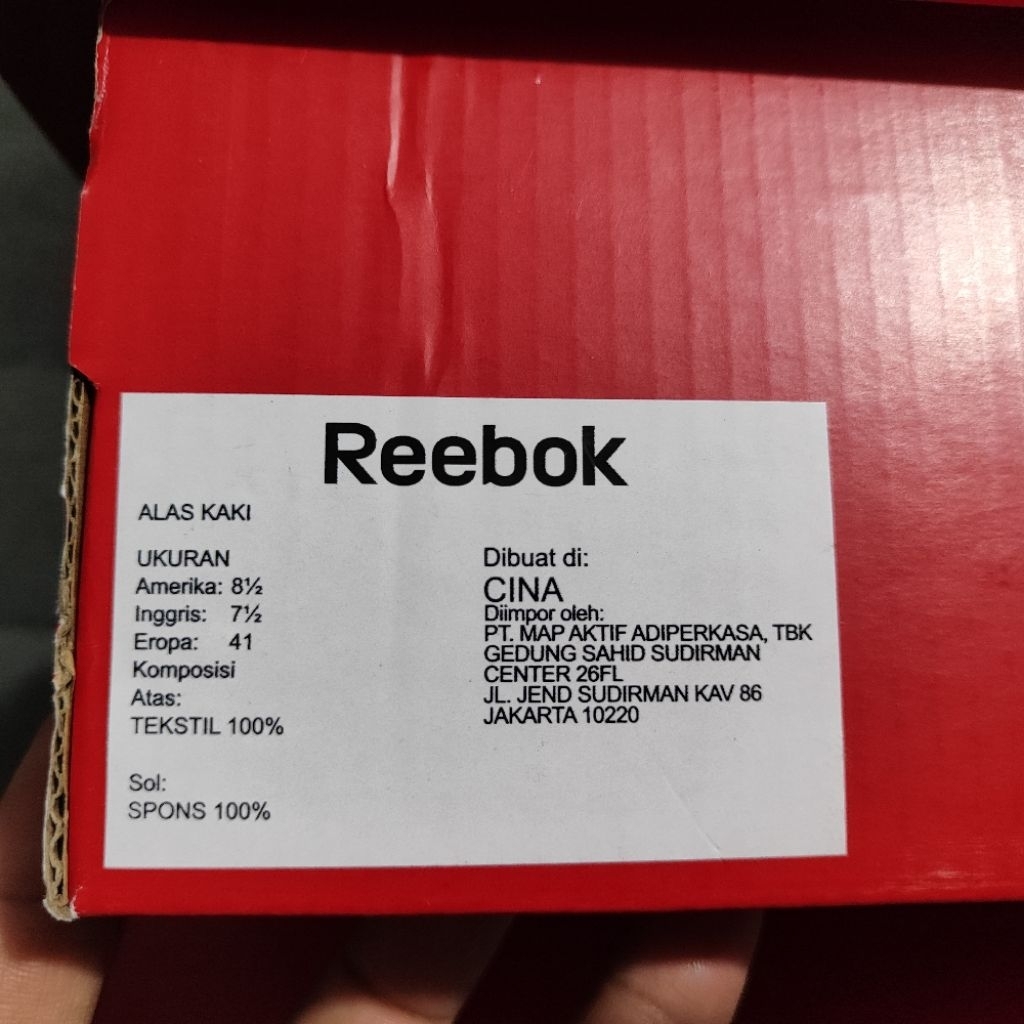 Reebok
ALAS KAKI
UKURAN
Amerika: 8½
Inggris: 7½
Eropa: 41
Komposisi
Atas:
TEKSTIL 100%
Sol:
SPONS 100%
Dibuat di:
CINA
Diimpor oleh:
PT. MAP AKTIF ADIPERKASA, TBK
GEDUNG SAHID SUDIRMAN
CENTER 26FL
JL. JEND SUDIRMAN KAV 86
JAKARTA 10220